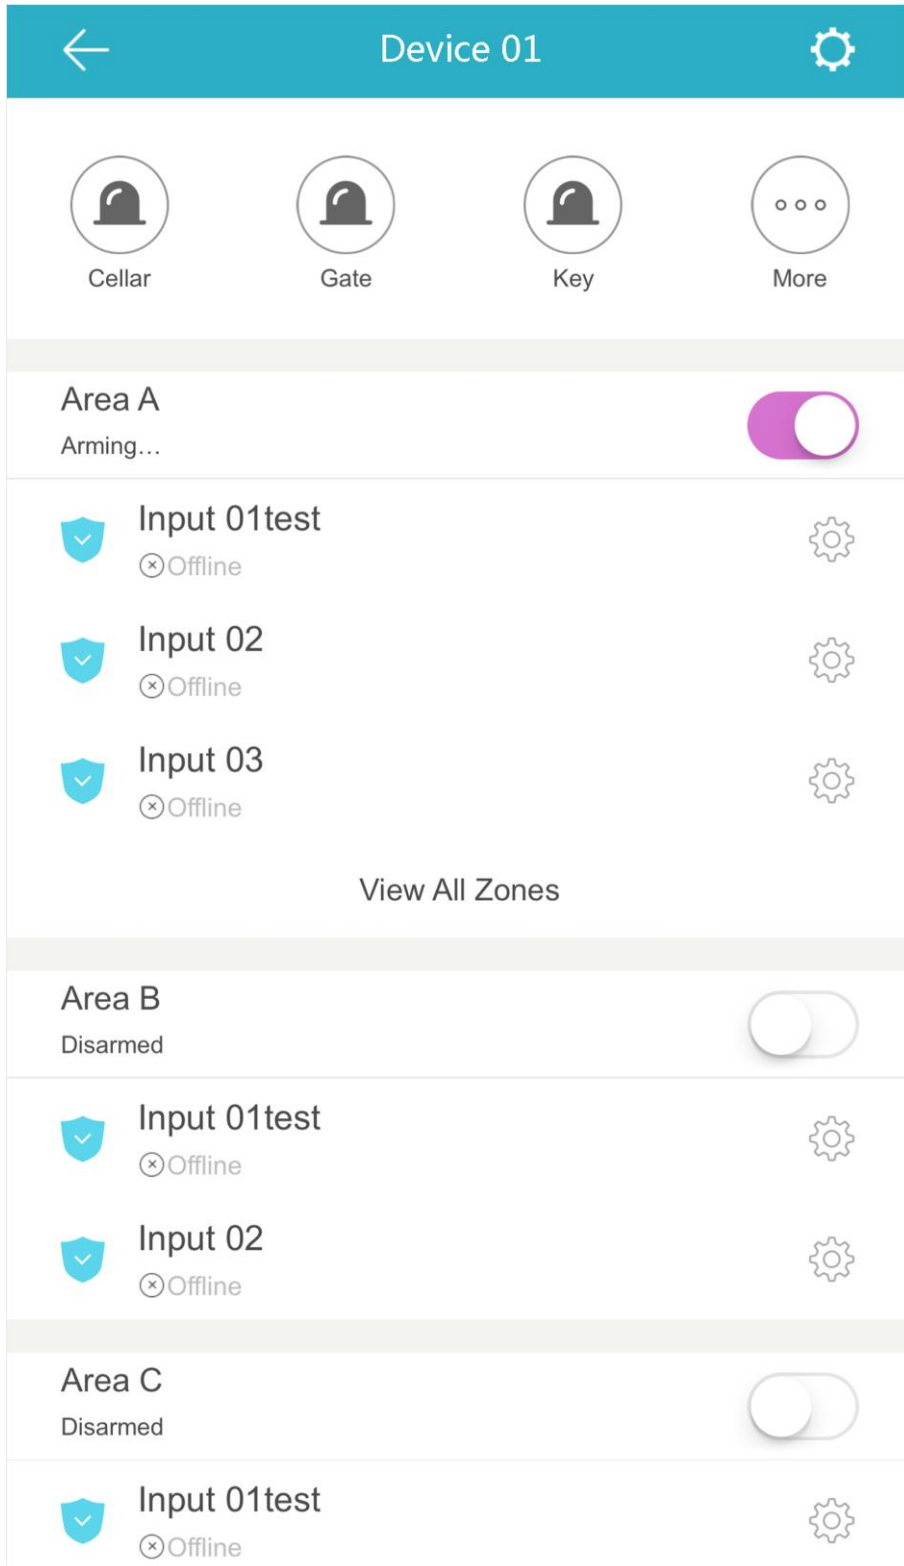 Device 01
Cellar
Gate
Key
More
Area A
Arming...
Input 01test
Offline
Input 02
Offline
Input 03
Offline
View All Zones
Area B
Disarmed
Input 01test
Offline
Input 02
Offline
Area C
Disarmed
Input 01test
Offline